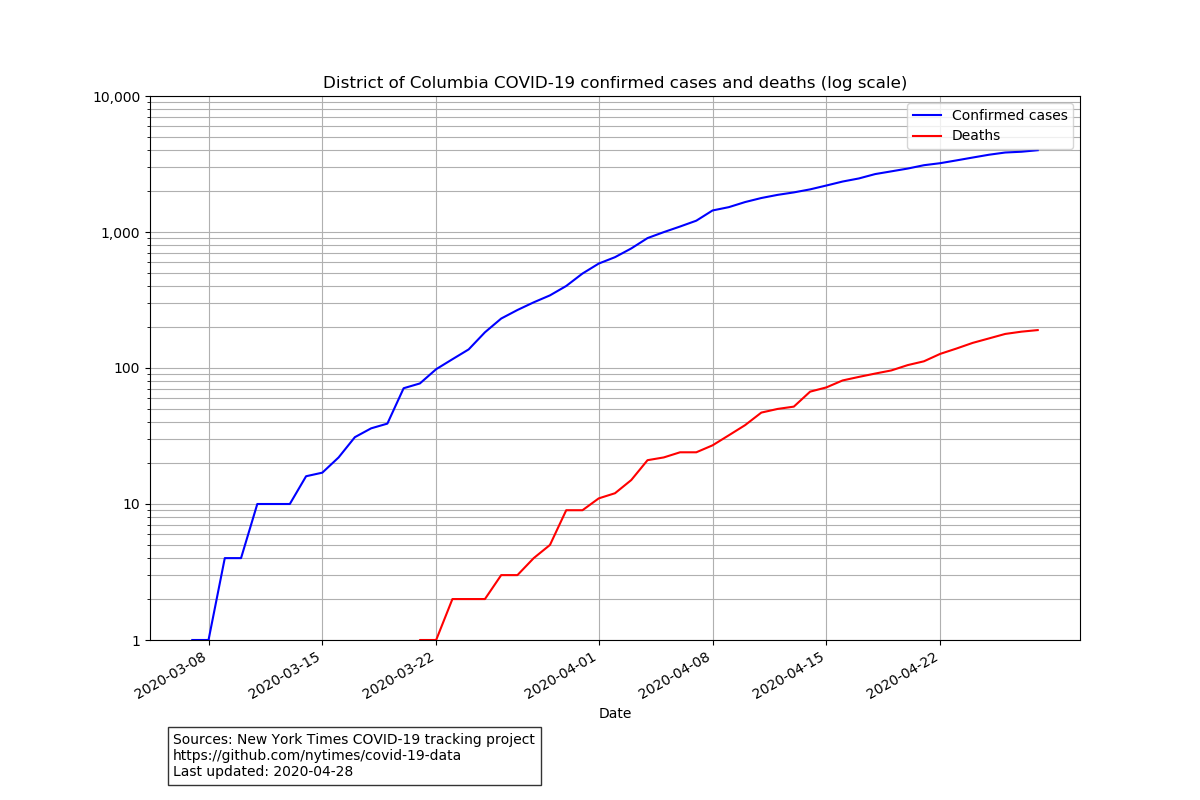 District of Columbia COVID-19 confirmed cases and deaths (log scale)
Confirmed cases
Deaths
10,000
1,000
100
10
1
2020-03-08
2020-03-15
2020-03-22
2020-04-01
2020-04-08
2020-04-15
2020-04-22
Date
Sources: New York Times COVID-19 tracking project
https://github.com/nytimes/covid-19-data
Last updated: 2020-04-28